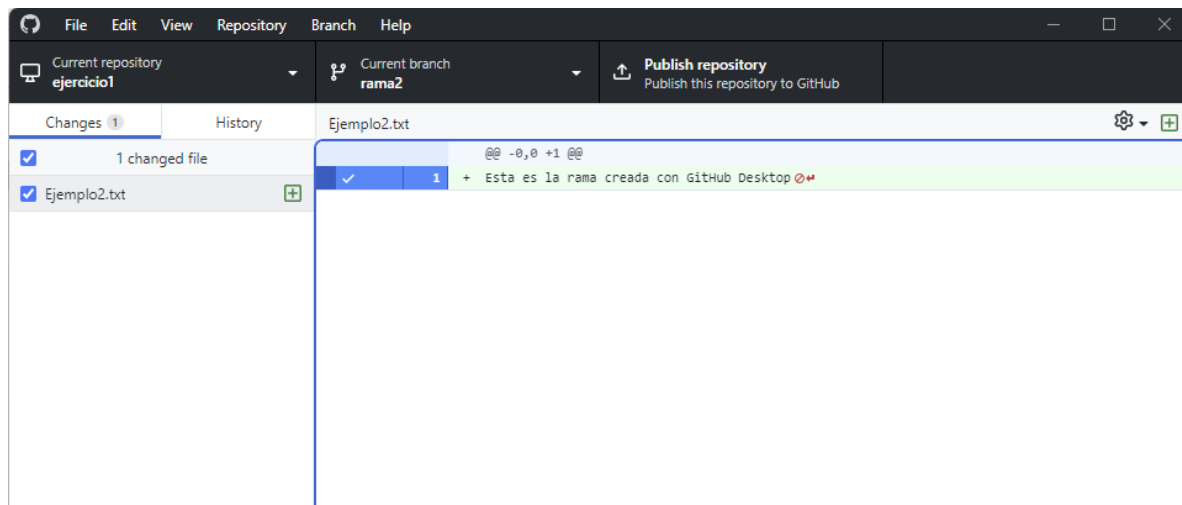 File Edit View Repository Branch Help
Current repository
ejercicio1
Current branch
rama2
Publish repository
Publish this repository to GitHub
Changes 1
History
Ejemplo2.txt
1 changed file
@@ -0,0 +1 @@
1 + Esta es la rama creada con GitHub Desktop
Ejemplo2.txt